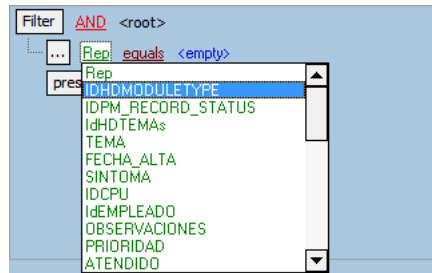 Filter AND <root>
... Rep equals <empty>
pres
Rep
IDHDMODULETYPE
IDPM_RECORD_STATUS
IdHDTEMAs
TEMA
FECHA_ALTA
SINTOMA
IDCPU
IdEMPLEADO
OBSERVACIONES
PRIORIDAD
ATENDIDO